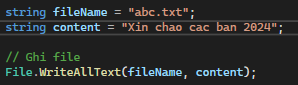 string fileName = "abc.txt";
string content = "Xin chao cac ban 2024";
// Ghi file
File.WriteAllText(fileName, content);